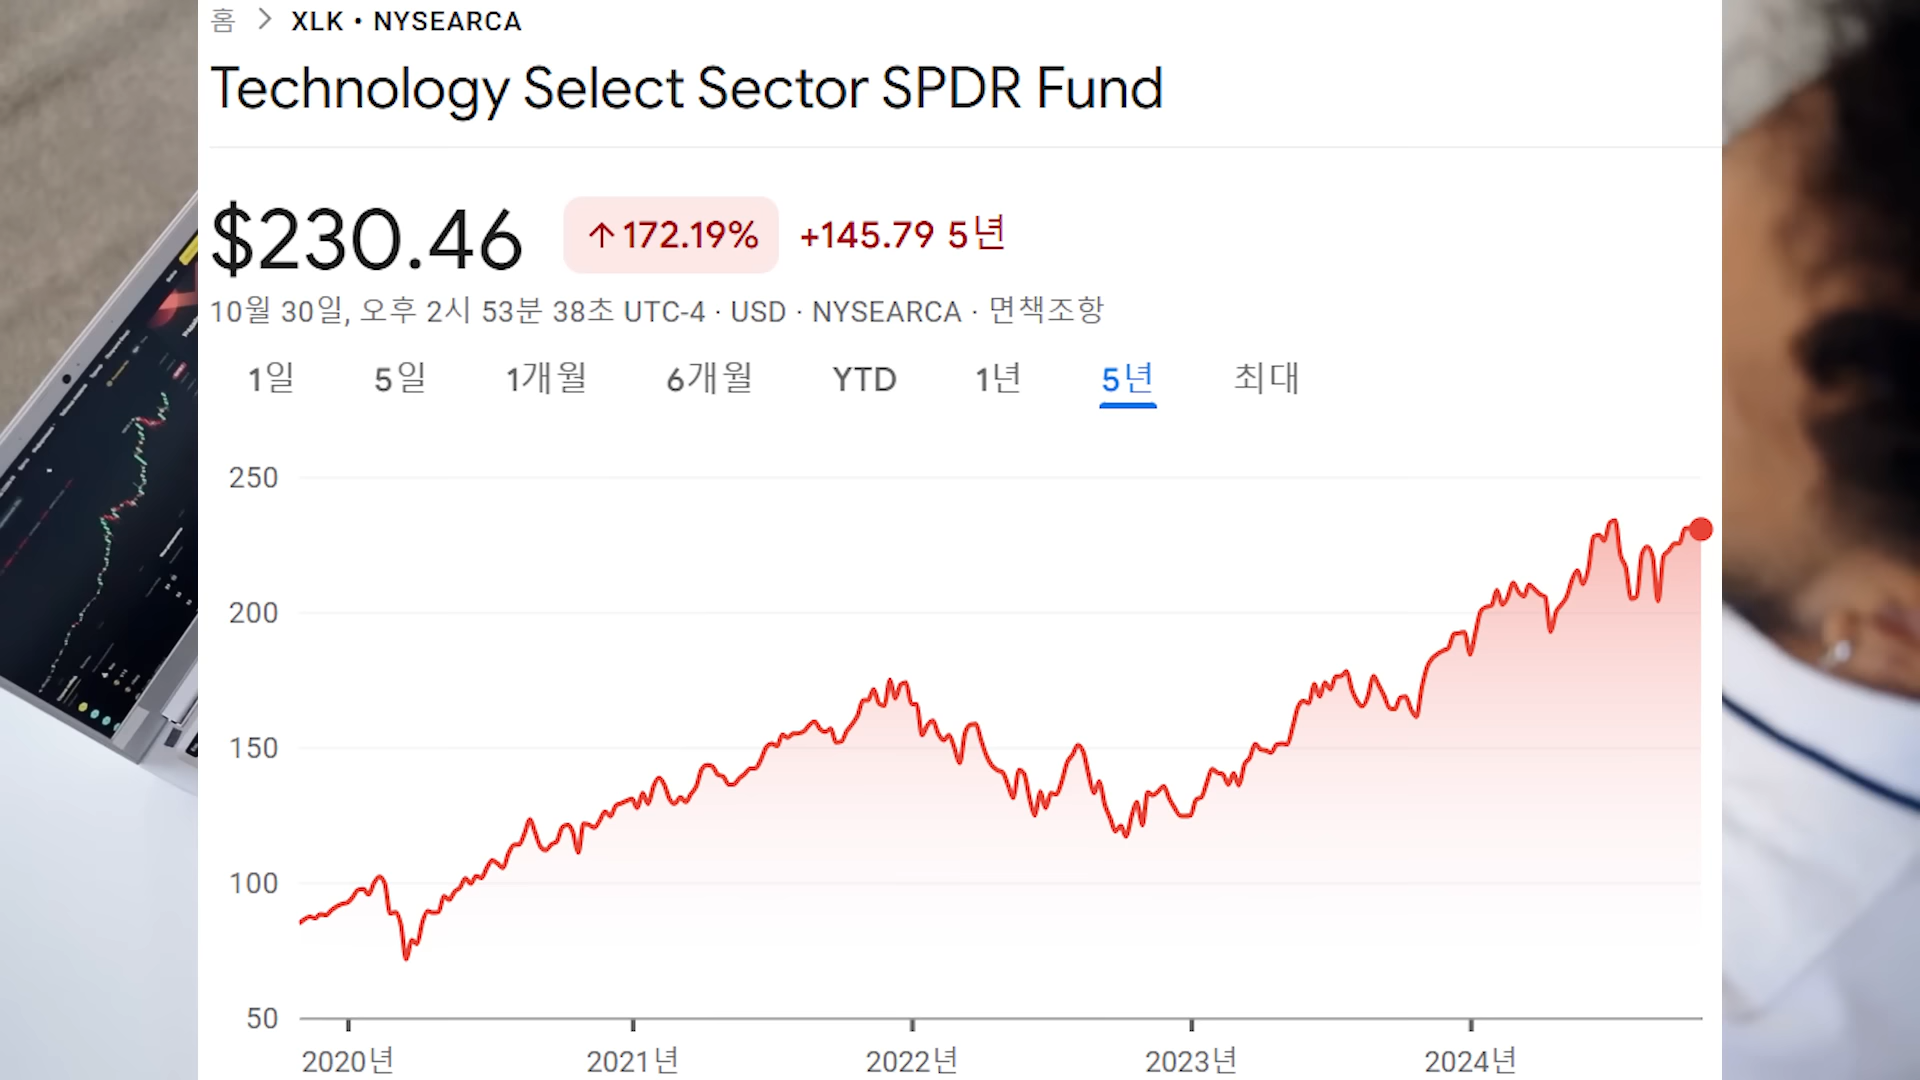 홈 > XLK • NYSEARCA
Technology Select Sector SPDR Fund
$230.46 ↑172.19% +145.79 5년
10월 30일, 오후 2시 53분 38초 UTC-4 · USD · NYSEARCA · 면책조항
1일 5일 1개월 6개월 YTD 1년 5년 최대
250
200
150
100
50
2020년 2021년 2022년 2023년 2024년